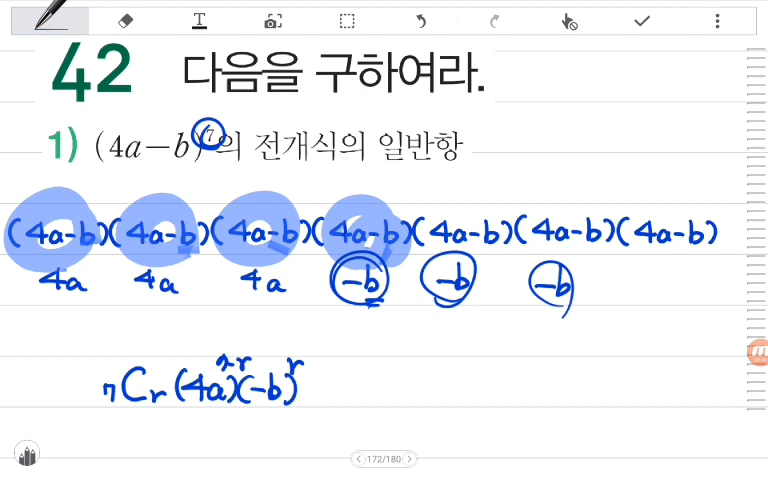 42 다음을 구하여라.
1) (4a-b)⁷의 전개식의 일반항
(4a-b)(4a-b)(4a-b)(4a-b)(4a-b)(4a-b)(4a-b)
4a 4a 4a -b -b -b
₇Cᵣ(4a)⁷⁻ʳ(-b)ʳ
172/180